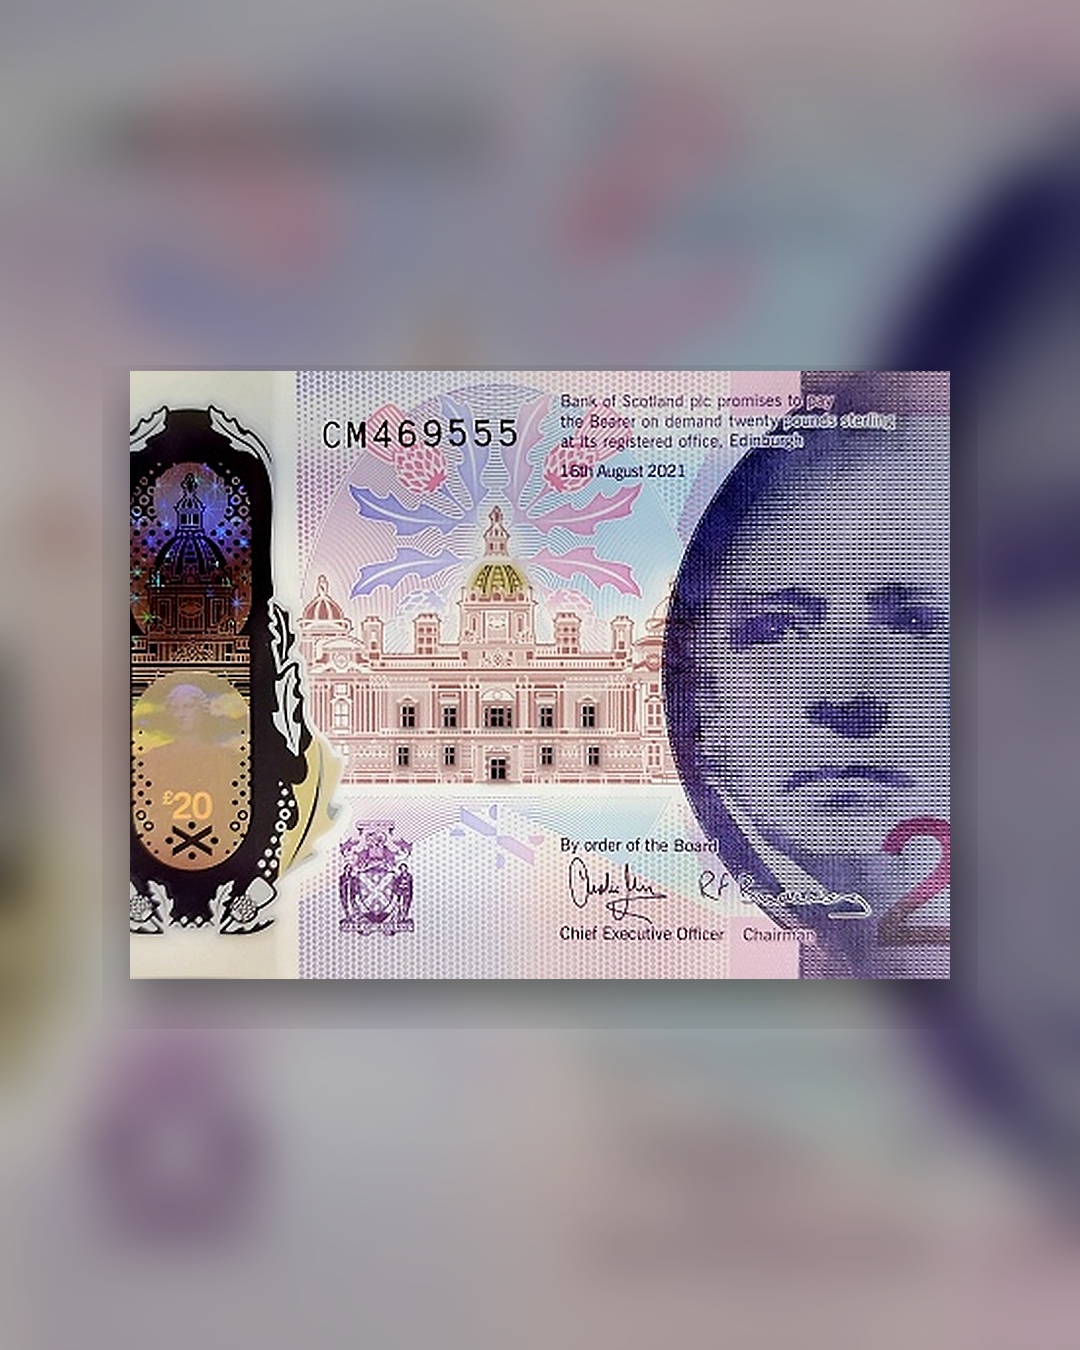 CM469555
Bank of Scotland plc promises to pay
the Bearer on demand twenty pounds sterling
at its registered office, Edinburgh
16th August 2021
£20
By order of the Board
Chief Executive Officer
Chairman
2